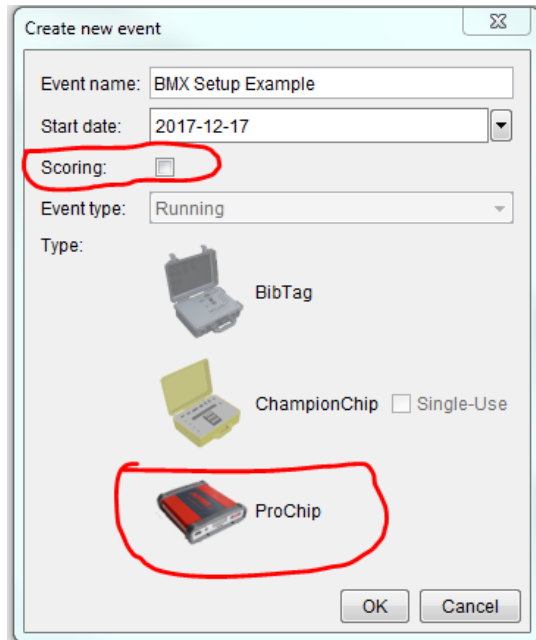 Create new event
Event name: BMX Setup Example
Start date: 2017-12-17
Scoring:
Event type: Running
Type:
BibTag
ChampionChip Single-Use
ProChip
OK Cancel